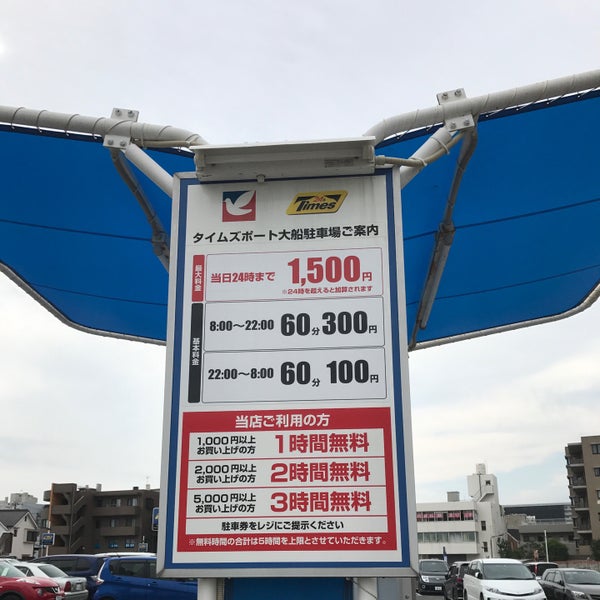 24h
Times
タイムズポート大船駐車場ご案内
最大料金
当日24時まで 1,500円
※24時を超えると加算されます
基本料金
8:00〜22:00 60分300円
22:00〜8:00 60分100円
当店ご利用の方
1,000円以上
お買い上げの方 1時間無料
2,000円以上
お買い上げの方 2時間無料
5,000円以上
お買い上げの方 3時間無料
駐車券をレジにご提示ください
※無料時間の合計は5時間を上限とさせていただきます。